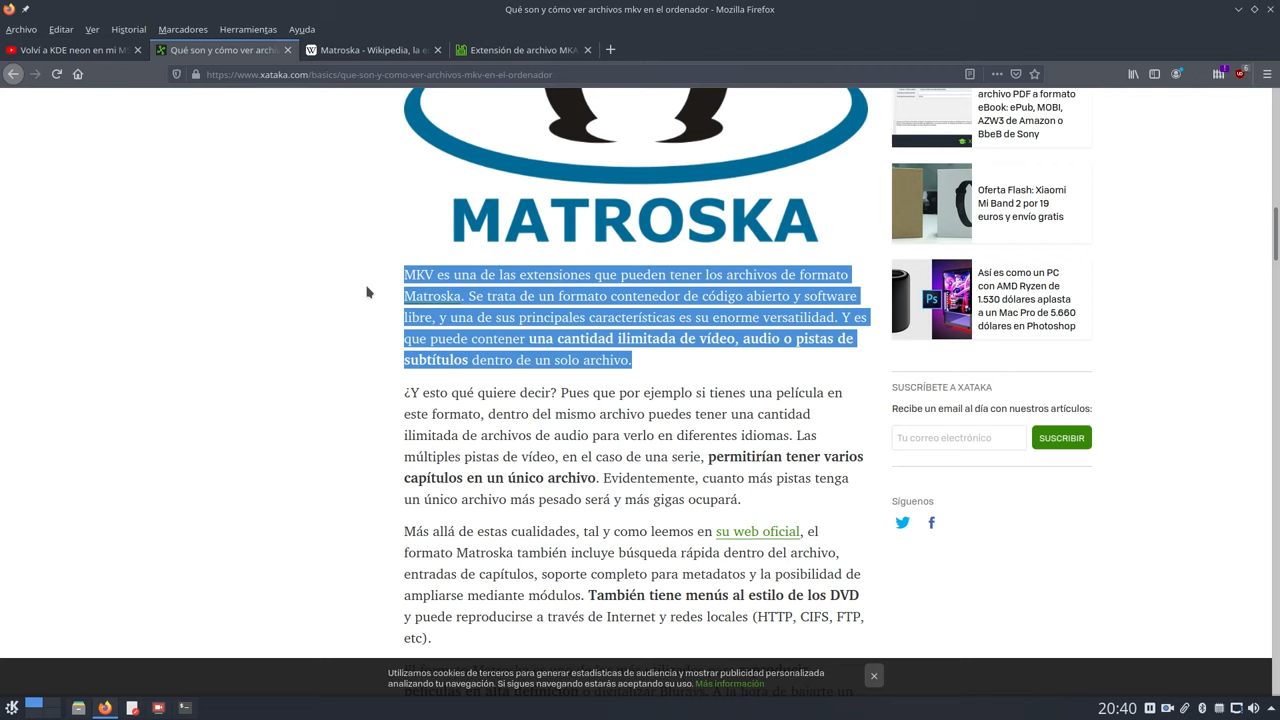 Qué son y cómo ver archivos mkv en el ordenador - Mozilla Firefox
Archivo Editar Ver Historial Marcadores Herramientas Ayuda
Volví a KDE neon en mi M
Qué son y cómo ver archi
Matroska - Wikipedia, la e
Extensión de archivo MKA
https://www.xataka.com/basics/que-son-y-como-ver-archivos-mkv-en-el-ordenador
MATROSKA
MKV es una de las extensiones que pueden tener los archivos de formato
Matroska. Se trata de un formato contenedor de código abierto y software
libre, y una de sus principales características es su enorme versatilidad. Y es
que puede contener una cantidad ilimitada de vídeo, audio o pistas de
subtítulos dentro de un solo archivo.
¿Y esto qué quiere decir? Pues que por ejemplo si tienes una película en
este formato, dentro del mismo archivo puedes tener una cantidad
ilimitada de archivos de audio para verlo en diferentes idiomas. Las
múltiples pistas de vídeo, en el caso de una serie, permitirían tener varios
capítulos en un único archivo. Evidentemente, cuanto más pistas tenga
un único archivo más pesado será y más gigas ocupará.
Más allá de estas cualidades, tal y como leemos en su web oficial, el
formato Matroska también incluye búsqueda rápida dentro del archivo,
entradas de capítulos, soporte completo para metadatos y la posibilidad de
ampliarse mediante módulos. También tiene menús al estilo de los DVD
y puede reproducirse a través de Internet y redes locales (HTTP, CIFS, FTP,
etc).
archivo PDF a formato
eBook: ePub, MOBI,
AZW3 de Amazon o
BbeB de Sony
Oferta Flash: Xiaomi
Mi Band 2 por 19
euros y envío gratis
Ps
Así es como un PC
con AMD Ryzen de
1.530 dólares aplasta
a un Mac Pro de 5.660
dólares en Photoshop
SUSCRÍBETE A XATAKA
Recibe un email al día con nuestros artículos:
Tu correo electrónico
SUSCRIBIR
Síguenos
Utilizamos cookies de terceros para generar estadísticas de audiencia y mostrar publicidad personalizada
analizando tu navegación. Si sigues navegando estarás aceptando su uso. Más información
20:40